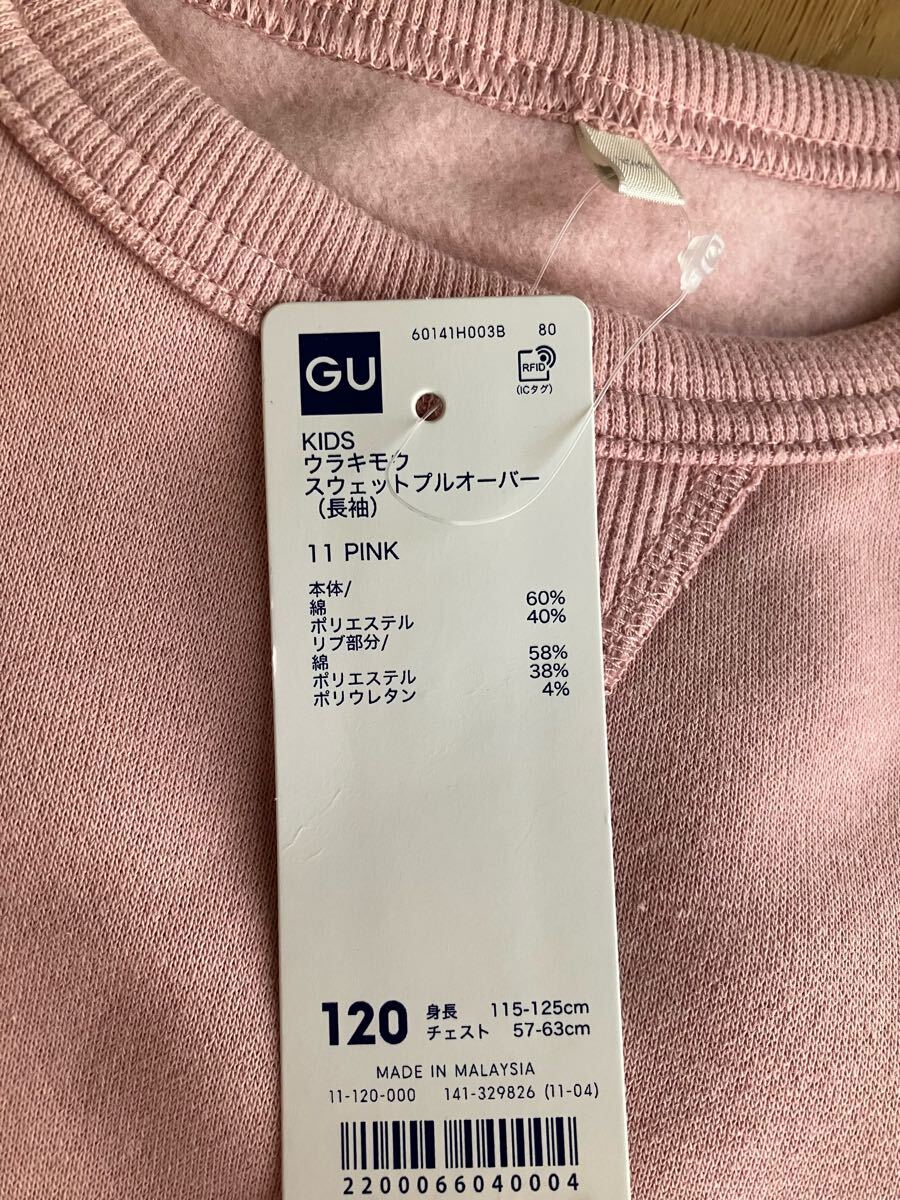 60141H003B 80
GU
RFID
(ICタグ)
KIDS
ウラキモウ
スウェットプルオーバー
(長袖)
11 PINK
本体/
綿 60%
ポリエステル 40%
リブ部分/
綿 58%
ポリエステル 38%
ポリウレタン 4%
120 身長 115-125cm
チェスト 57-63cm
MADE IN MALAYSIA
11-120-000 141-329826 (11-04)
2200066040004